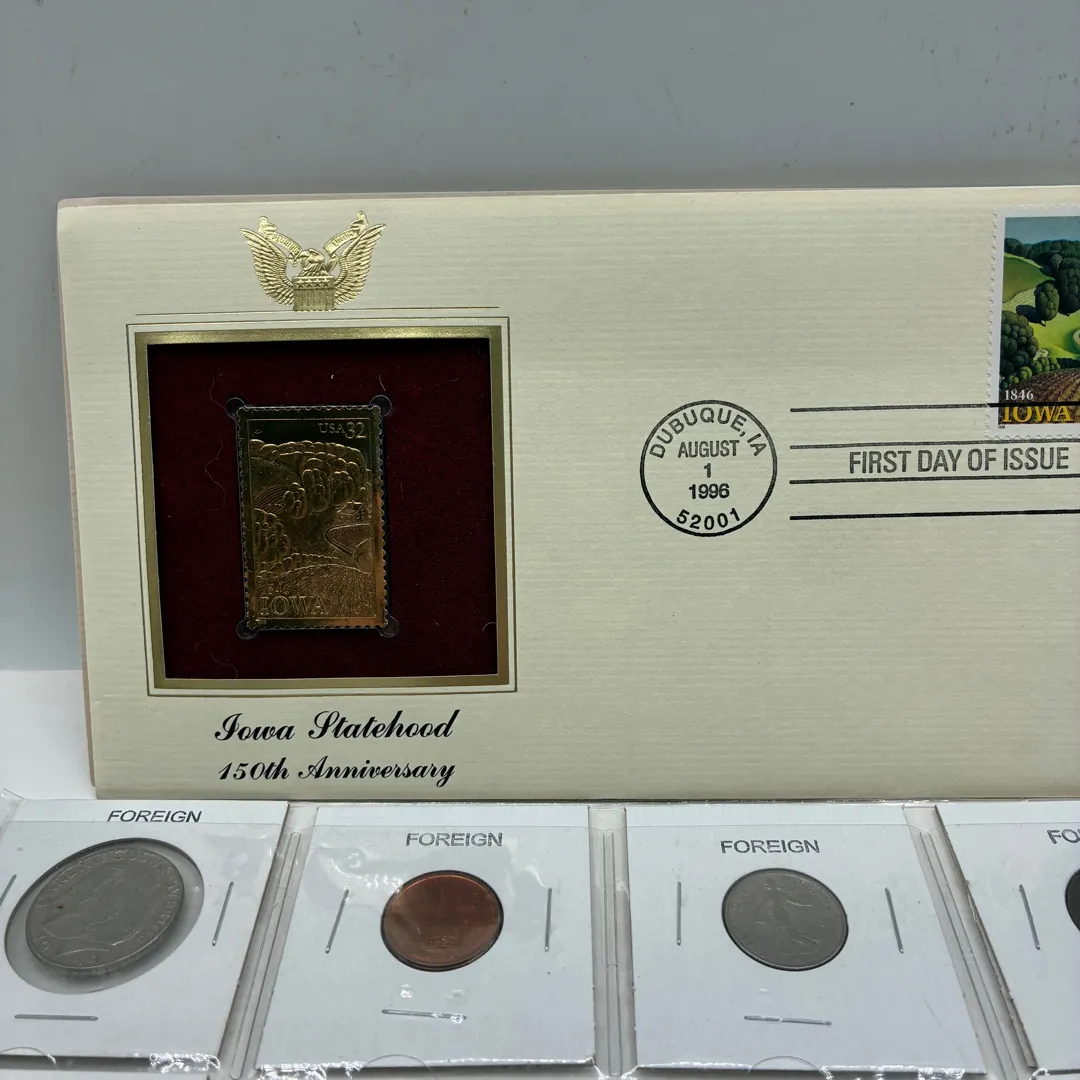 USA 32
IOWA
1846
IOWA
DUBUQUE, IA
AUGUST
1
1996
52001
FIRST DAY OF ISSUE
Iowa Statehood
150th Anniversary
FOREIGN
FOREIGN
FOREIGN
FO